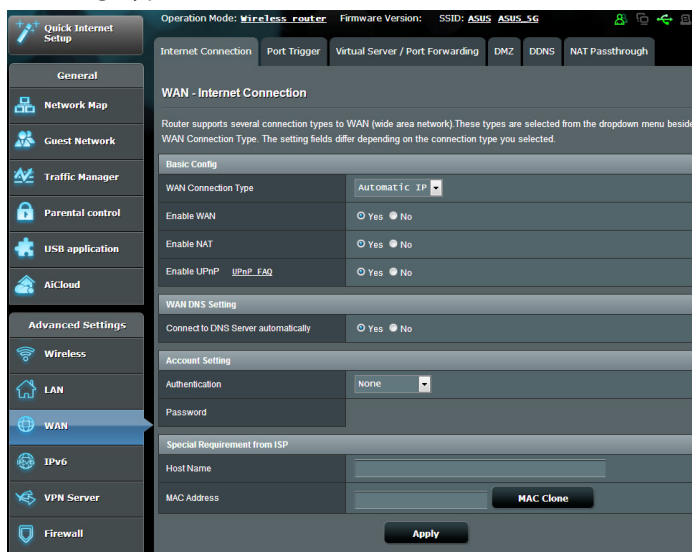 Quick Internet
Setup
General
Network Map
Guest Network
Traffic Manager
Parental control
USB application
AiCloud
Advanced Settings
Wireless
LAN
WAN
IPv6
VPN Server
Firewall
Operation Mode: Wireless router Firmware Version: SSID: ASUS ASUS_5G
Internet Connection Port Trigger Virtual Server / Port Forwarding DMZ DDNS NAT Passthrough
WAN - Internet Connection
Router supports several connection types to WAN (wide area network).These types are selected from the dropdown menu beside
WAN Connection Type. The setting fields differ depending on the connection type you selected.
Basic Config
WAN Connection Type Automatic IP
Enable WAN Yes No
Enable NAT Yes No
Enable UPnP UPnP FAQ Yes No
WAN DNS Setting
Connect to DNS Server automatically Yes No
Account Setting
Authentication None
Password
Special Requirement from ISP
Host Name
MAC Address MAC Clone
Apply